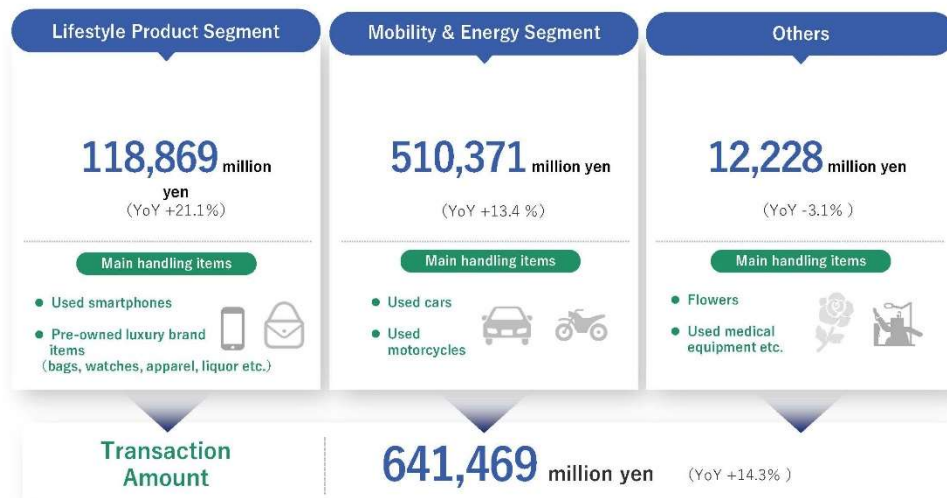 Lifestyle Product Segment
118,869 million
yen
(YoY +21.1%)
Main handling items
● Used smartphones
● Pre-owned luxury brand
items
(bags, watches, apparel, liquor etc.)
Mobility & Energy Segment
510,371 million yen
(YoY +13.4 %)
Main handling items
● Used cars
● Used
motorcycles
Others
12,228 million yen
(YoY -3.1% )
Main handling items
● Flowers
● Used medical
equipment etc.
Transaction
Amount
641,469 million yen (YoY +14.3% )